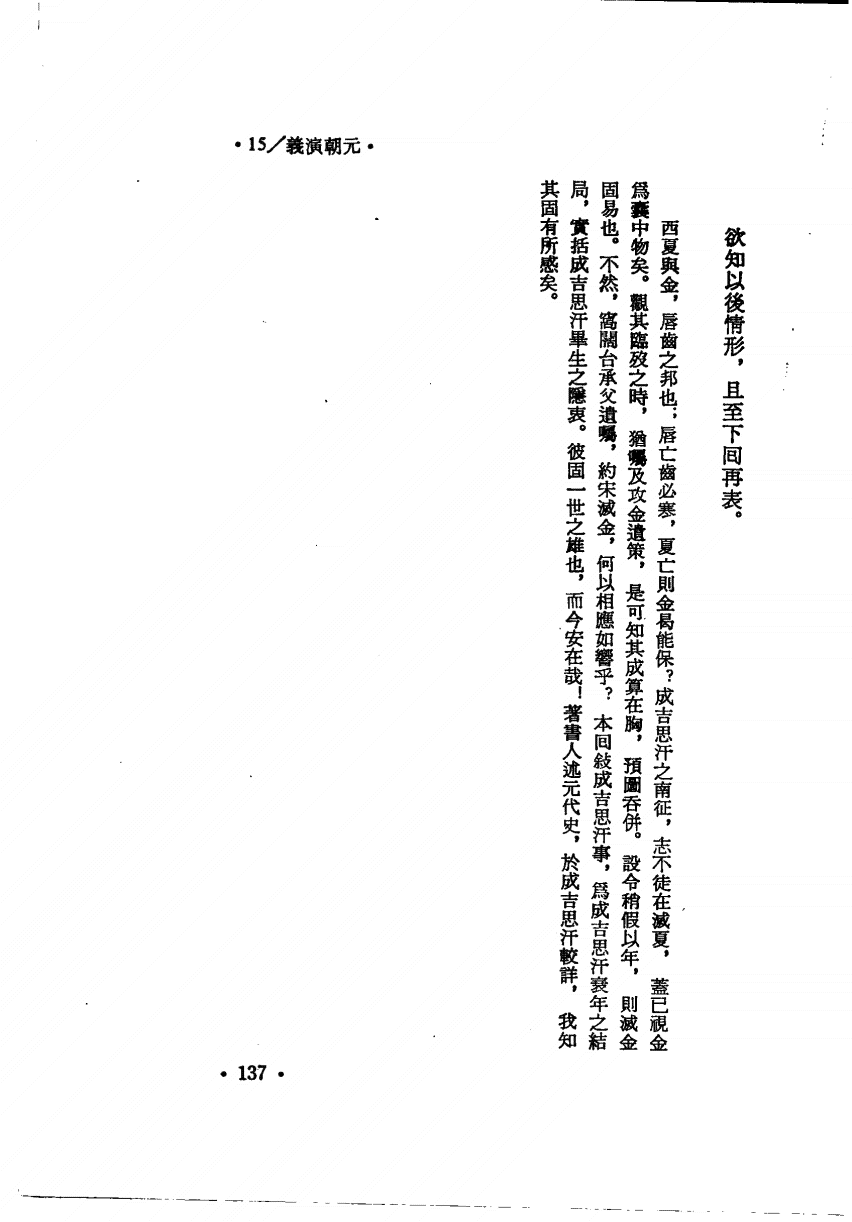 •15／義演朝元•
欲知以後情形，且至下回再表。
西夏與金，唇齒之邦也；唇亡齒必寒，夏亡則金曷能保？成吉思汗之南征，志不徒在滅夏，蓋已視金
爲囊中物矣。觀其臨歿之時，猶囑及攻金遺策，是可知其成算在胸，預圖吞併。設令稍假以年，則滅金
固易也。不然，窩闊台承父遺囑，約宋滅金，何以相應如響乎？本回敍成吉思汗事，爲成吉思汗衰年之結
局，實括成吉思汗畢生之隱衷。彼固一世之雄也，而今安在哉！著書人述元代史，於成吉思汗較詳，我知
其固有所感矣。
•137•